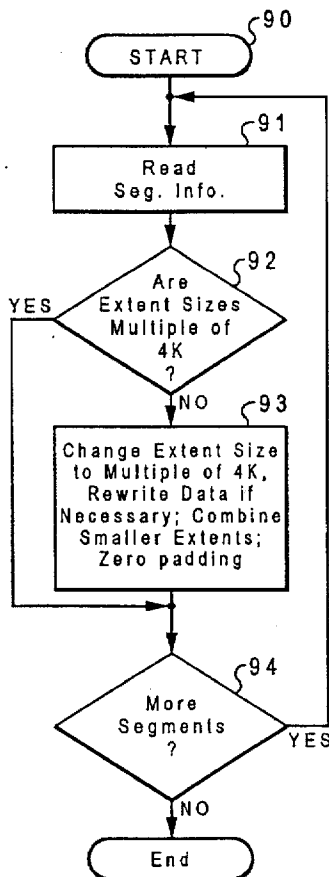 90
START
91
Read
Seg. Info.
92
YES
Are
Extent Sizes
Multiple of
4K
?
NO
93
Change Extent Size
to Multiple of 4K,
Rewrite Data if
Necessary; Combine
Smaller Extents;
Zero padding
94
More
Segments
?
YES
NO
End